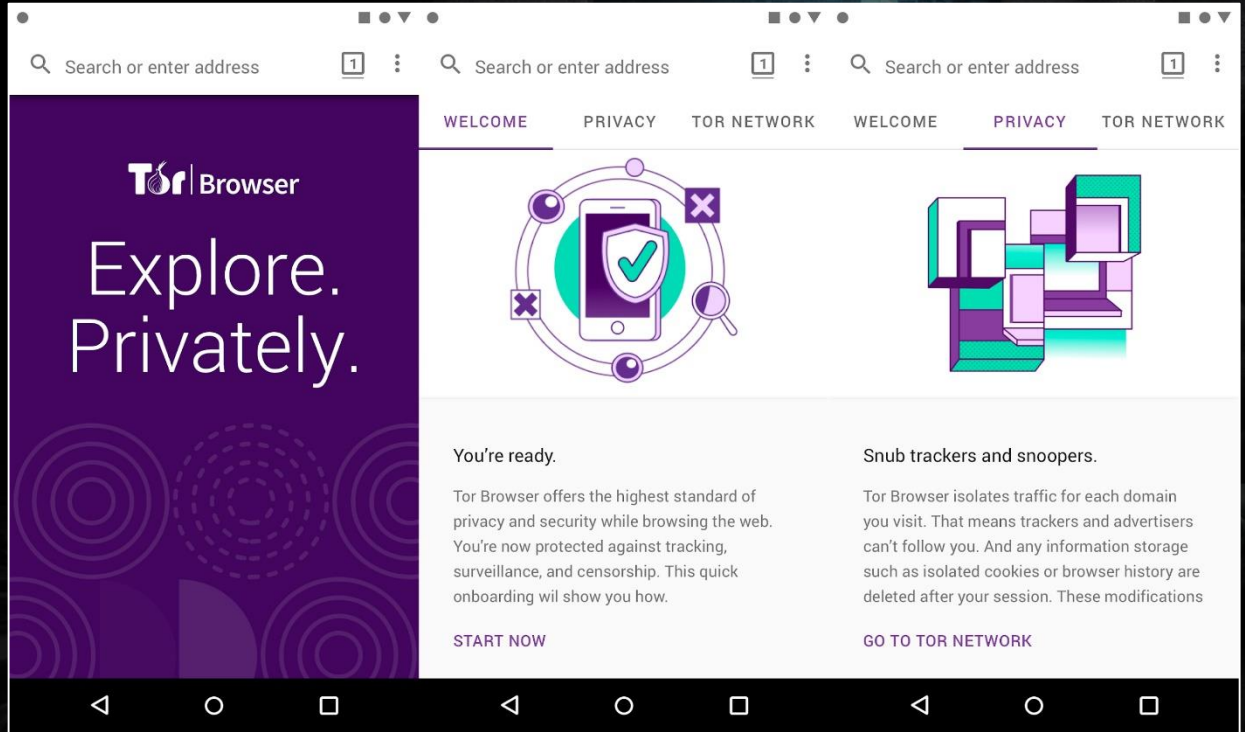 Search or enter address 1
Tor Browser
Explore.
Privately.
Search or enter address 1
WELCOME PRIVACY TOR NETWORK
You're ready.
Tor Browser offers the highest standard of
privacy and security while browsing the web.
You're now protected against tracking,
surveillance, and censorship. This quick
onboarding wil show you how.
START NOW
Search or enter address 1
WELCOME PRIVACY TOR NETWORK
Snub trackers and snoopers.
Tor Browser isolates traffic for each domain
you visit. That means trackers and advertisers
can't follow you. And any information storage
such as isolated cookies or browser history are
deleted after your session. These modifications
GO TO TOR NETWORK